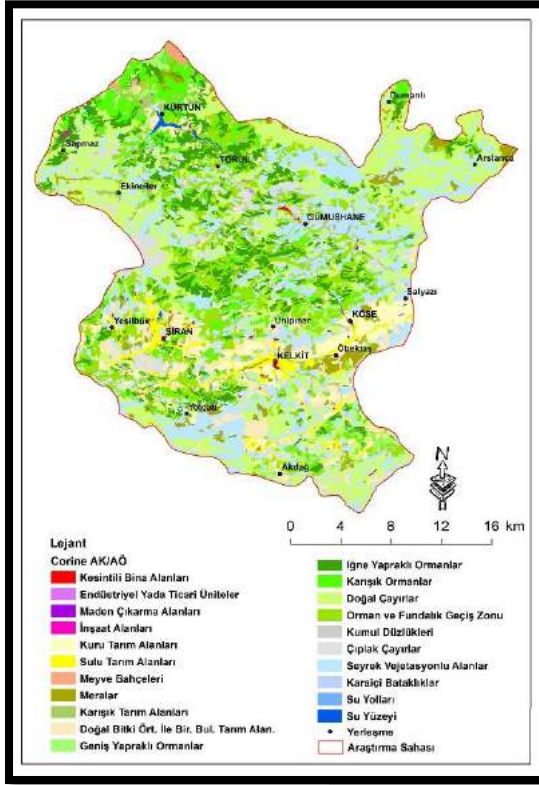 KÜRTÜN
Dumanlı
Sapmaz
TORUL
Arslanca
Ekinciler
GÜMÜŞHANE
Salyazı
Yeşilbük
Ünlpınar
KÖSE
ŞİRAN
Öbektaş
KELKİT
Yolçatı
Akdağ
N
0 4 8 12 16 km
Lejant
Corine AK/AÖ
Kesintili Bina Alanları
Endüstriyel Yada Ticari Üniteler
Maden Çıkarma Alanları
İnşaat Alanları
Kuru Tarım Alanları
Sulu Tarım Alanları
Meyve Bahçeleri
Meralar
Karışık Tarım Alanları
Doğal Bitki Ört. İle Bir. Bul. Tarım Alan.
Geniş Yapraklı Ormanlar
İğne Yapraklı Ormanlar
Karışık Ormanlar
Doğal Çayırlar
Orman ve Fundalık Geçiş Zonu
Kumul Düzlükleri
Çıplak Çayırlar
Seyrek Vejetasyonlu Alanlar
Karaiçi Bataklıklar
Su Yolları
Su Yüzeyi
Yerleşme
Araştırma Sahası